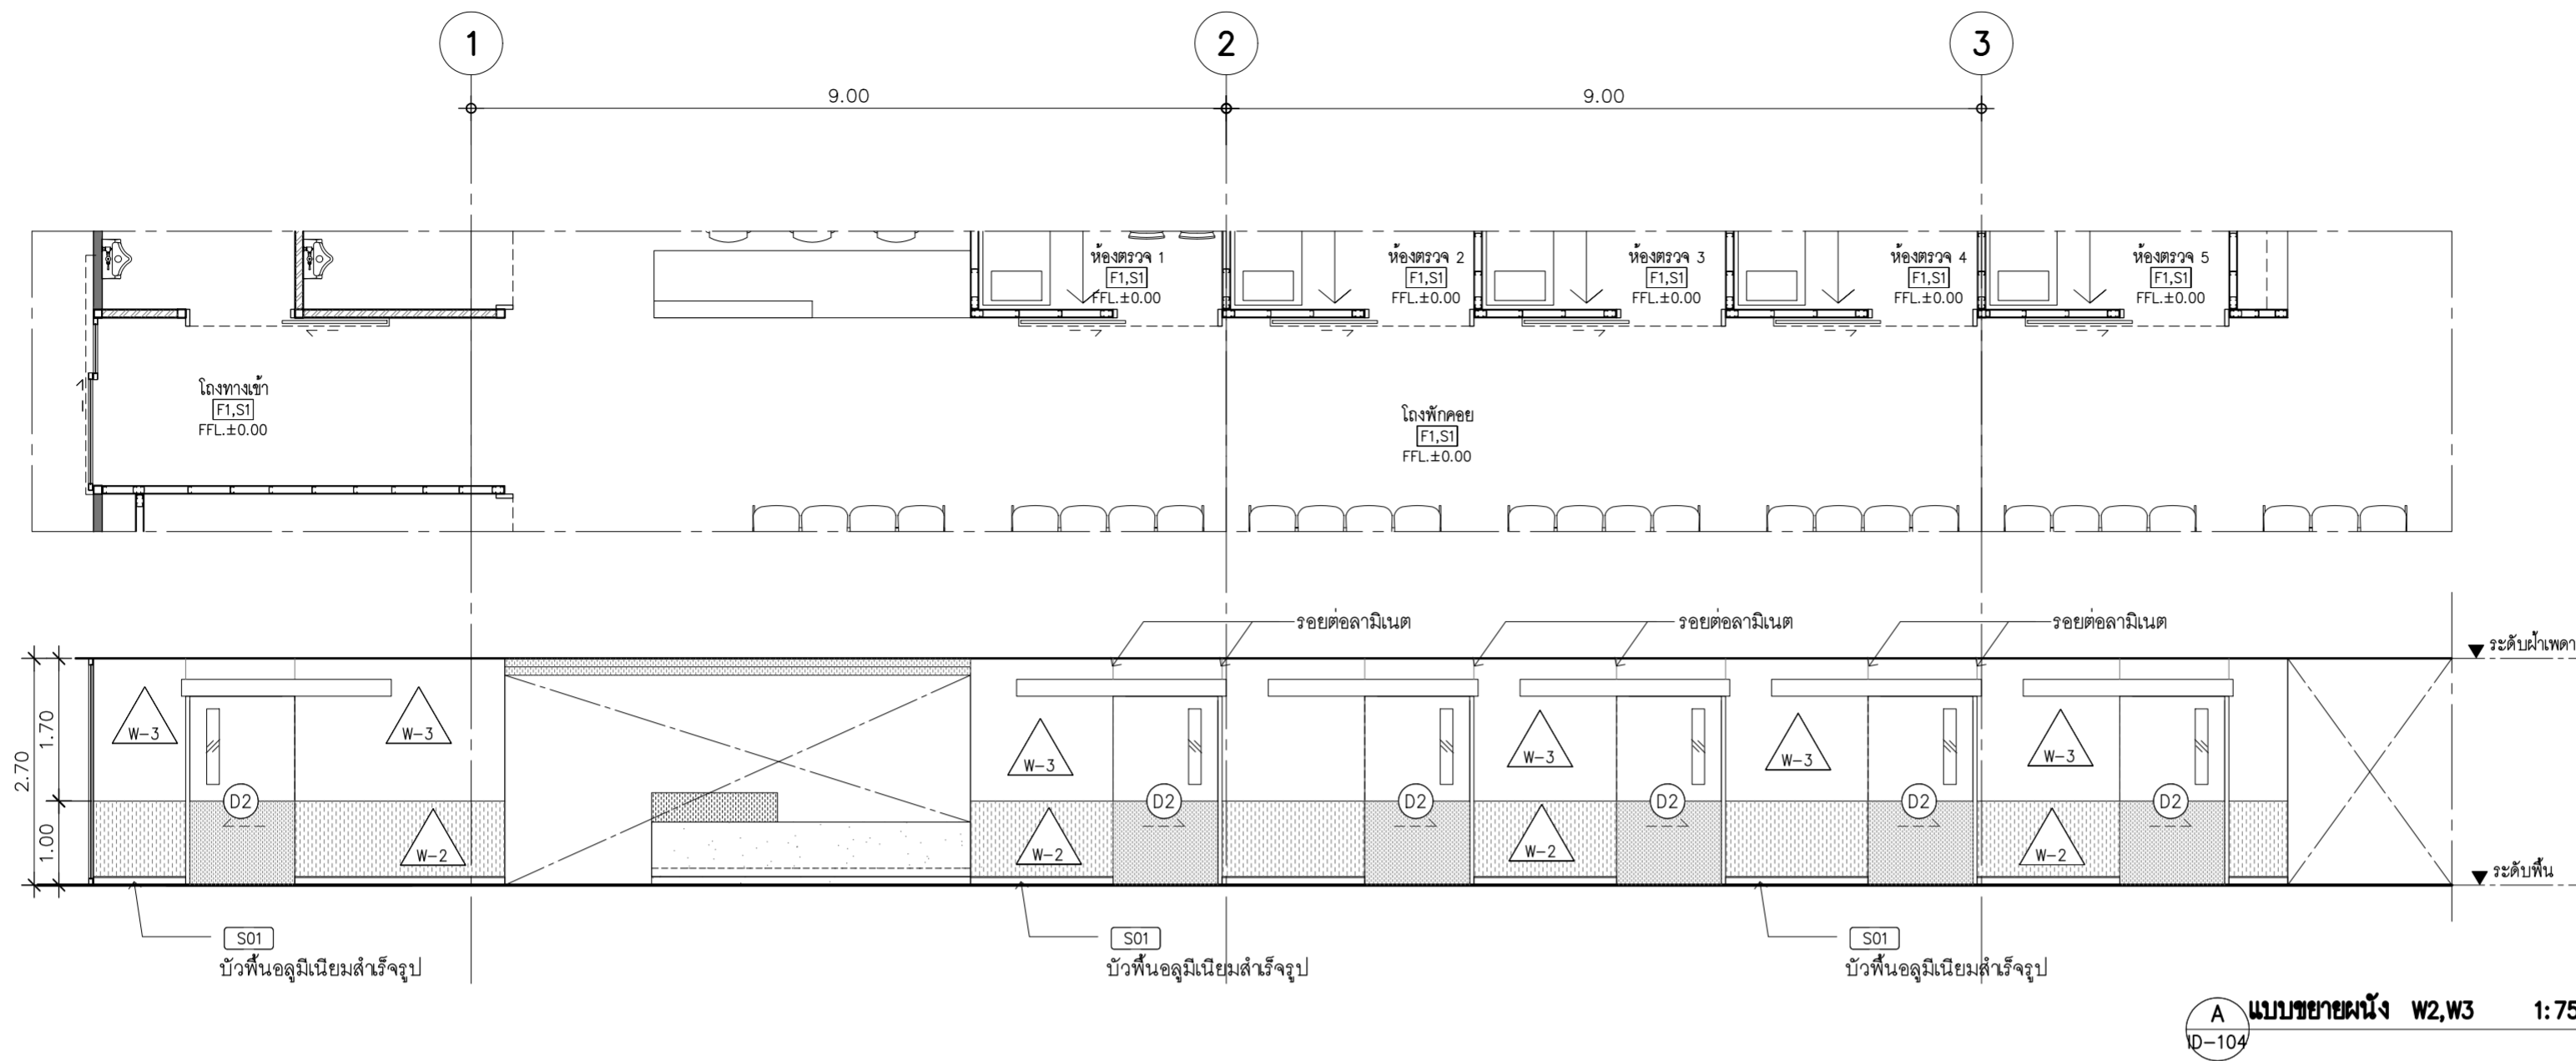 1
2
3
9.00
9.00
ห้องตรวจ 1
F1,S1
FFL.±0.00
ห้องตรวจ 2
F1,S1
FFL.±0.00
ห้องตรวจ 3
F1,S1
FFL.±0.00
ห้องตรวจ 4
F1,S1
FFL.±0.00
ห้องตรวจ 5
F1,S1
FFL.±0.00
โถงทางเข้า
F1,S1
FFL.±0.00
โถงพักคอย
F1,S1
FFL.±0.00
รอยต่อลามิเนต
รอยต่อลามิเนต
รอยต่อลามิเนต
ระดับฝ้าเพดาน
2.70
1.70
1.00
W-3
W-3
W-3
W-3
W-3
W-3
D2
D2
D2
D2
D2
D2
W-2
W-2
W-2
W-2
ระดับพื้น
S01
บัวพื้นอลูมีเนียมสำเร็จรูป
S01
บัวพื้นอลูมีเนียมสำเร็จรูป
S01
บัวพื้นอลูมีเนียมสำเร็จรูป
A
ID-104
แบบขยายผนัง W2,W3 1:75